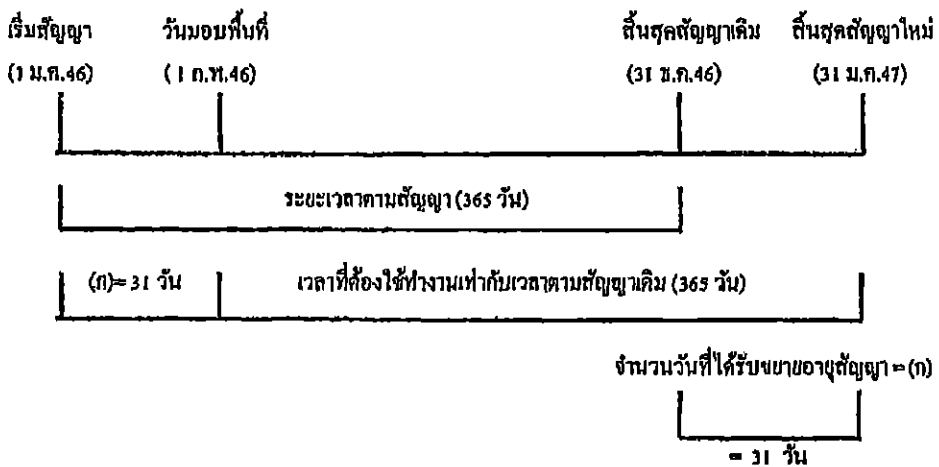 เริ่มสัญญา วันมอบพื้นที่ สิ้นสุดสัญญาเดิม สิ้นสุดสัญญาใหม่
(1 ม.ค.46) (1 ก.พ.46) (31 ธ.ค.46) (31 ม.ค.47)
ระยะเวลาตามสัญญา (365 วัน)
(ก)= 31 วัน เวลาที่ต้องใช้ทำงานเท่ากับเวลาตามสัญญาเดิม (365 วัน)
จำนวนวันที่ได้รับขยายอายุสัญญา = (ก)
= 31 วัน